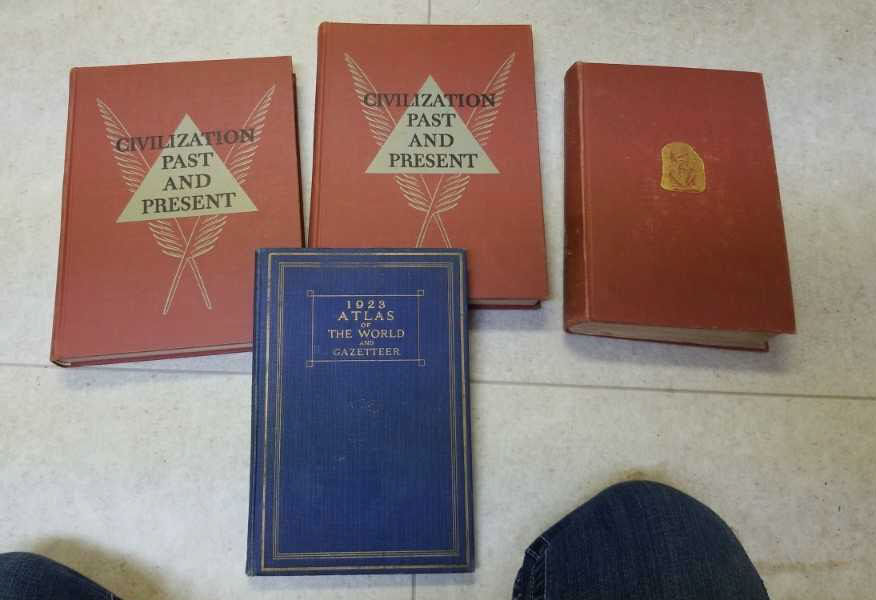 CIVILIZATION
PAST
AND
PRESENT
CIVILIZATION
PAST
AND
PRESENT
1923
ATLAS
OF
THE WORLD
AND
GAZETTEER